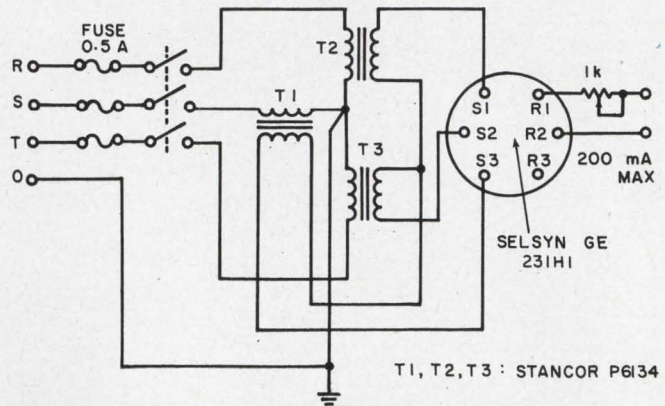 FUSE
0.5 A
R
S
T
O
T1
T2
T3
S1
S2
S3
R1
R2
R3
1k
200 mA
MAX
SELSYN GE
231H1
T1, T2, T3 : STANCOR P6134